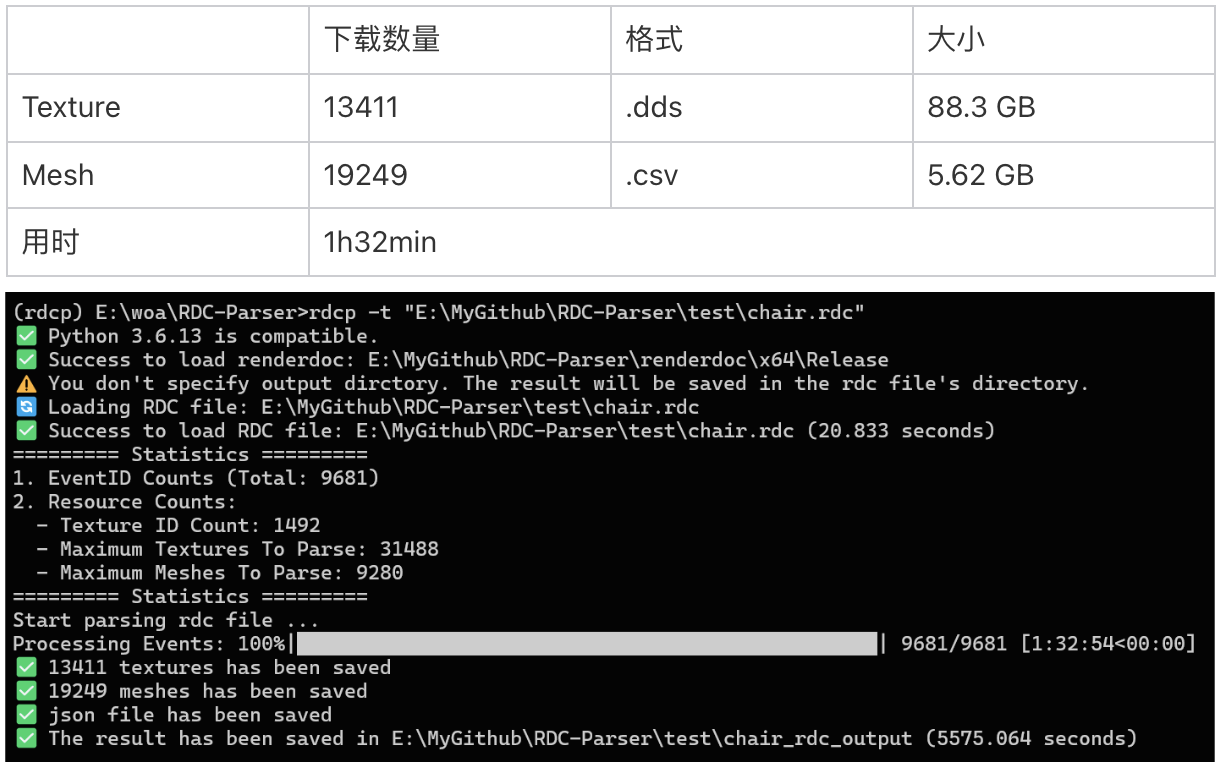 下载数量 格式 大小
Texture 13411 .dds 88.3 GB
Mesh 19249 .csv 5.62 GB
用时 1h32min
(rdcp) E:\woa\RDC-Parser>rdcp -t "E:\MyGithub\RDC-Parser\test\chair.rdc"
✅ Python 3.6.13 is compatible.
✅ Success to load renderdoc: E:\MyGithub\RDC-Parser\renderdoc\x64\Release
⚠️ You don't specify output dirctory. The result will be saved in the rdc file's directory.
🔄 Loading RDC file: E:\MyGithub\RDC-Parser\test\chair.rdc
✅ Success to load RDC file: E:\MyGithub\RDC-Parser\test\chair.rdc (20.833 seconds)
========= Statistics =========
1. EventID Counts (Total: 9681)
2. Resource Counts:
  - Texture ID Count: 1492
  - Maximum Textures To Parse: 31488
  - Maximum Meshes To Parse: 9280
========= Statistics =========
Start parsing rdc file ...
Processing Events: 100%| | 9681/9681 [1:32:54<00:00]
✅ 13411 textures has been saved
✅ 19249 meshes has been saved
✅ json file has been saved
✅ The result has been saved in E:\MyGithub\RDC-Parser\test\chair_rdc_output (5575.064 seconds)